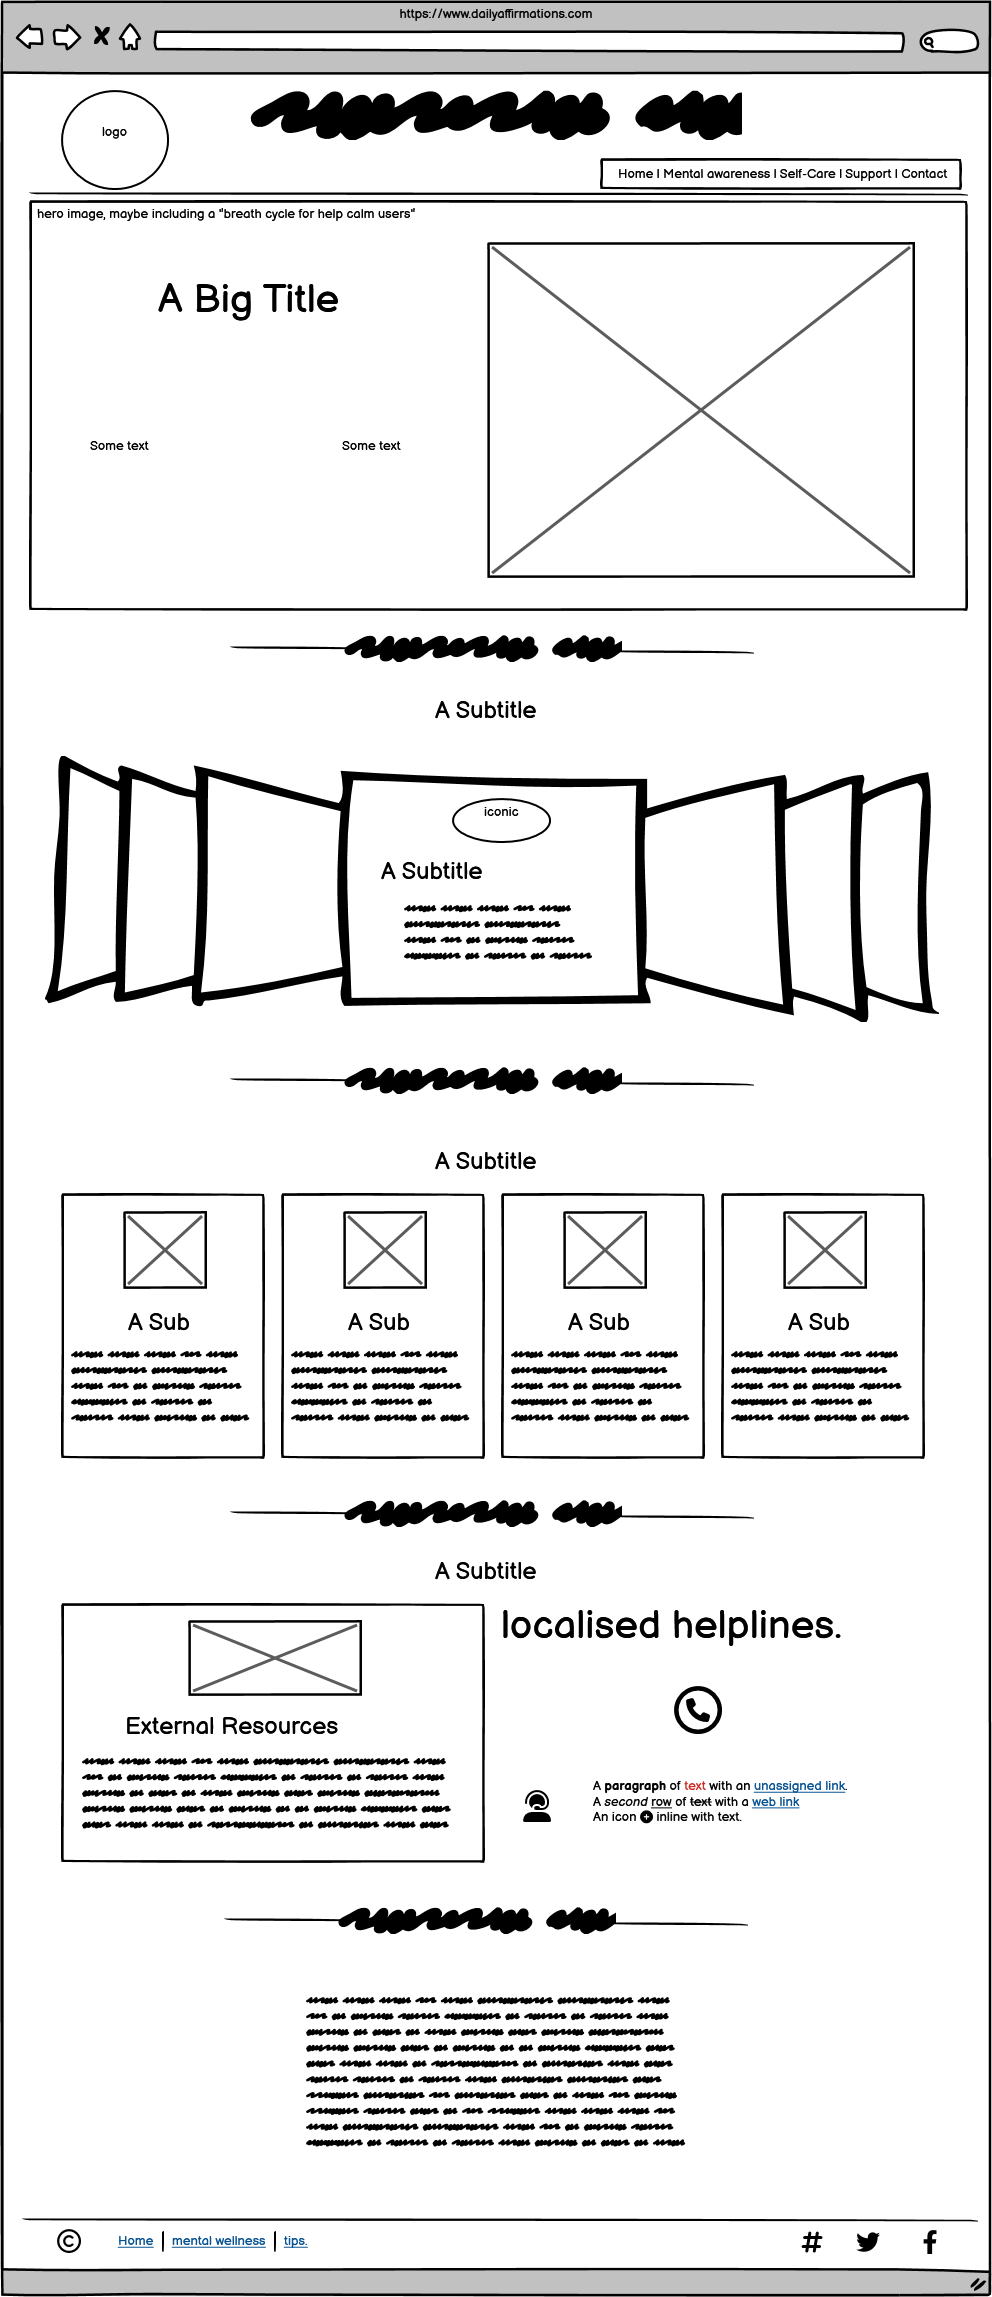 https://www.dailyaffirmations.com
logo
Home | Mental awareness | Self-Care | Support | Contact
hero image, maybe including a "breath cycle for help calm users"
A Big Title
Some text Some text
A Subtitle
iconic
A Subtitle
A Subtitle
A Sub A Sub A Sub A Sub
A Subtitle
localised helplines.
External Resources
A paragraph of text with an unassigned link.
A second row of text with a web link
An icon inline with text.
Home | mental wellness | tips.